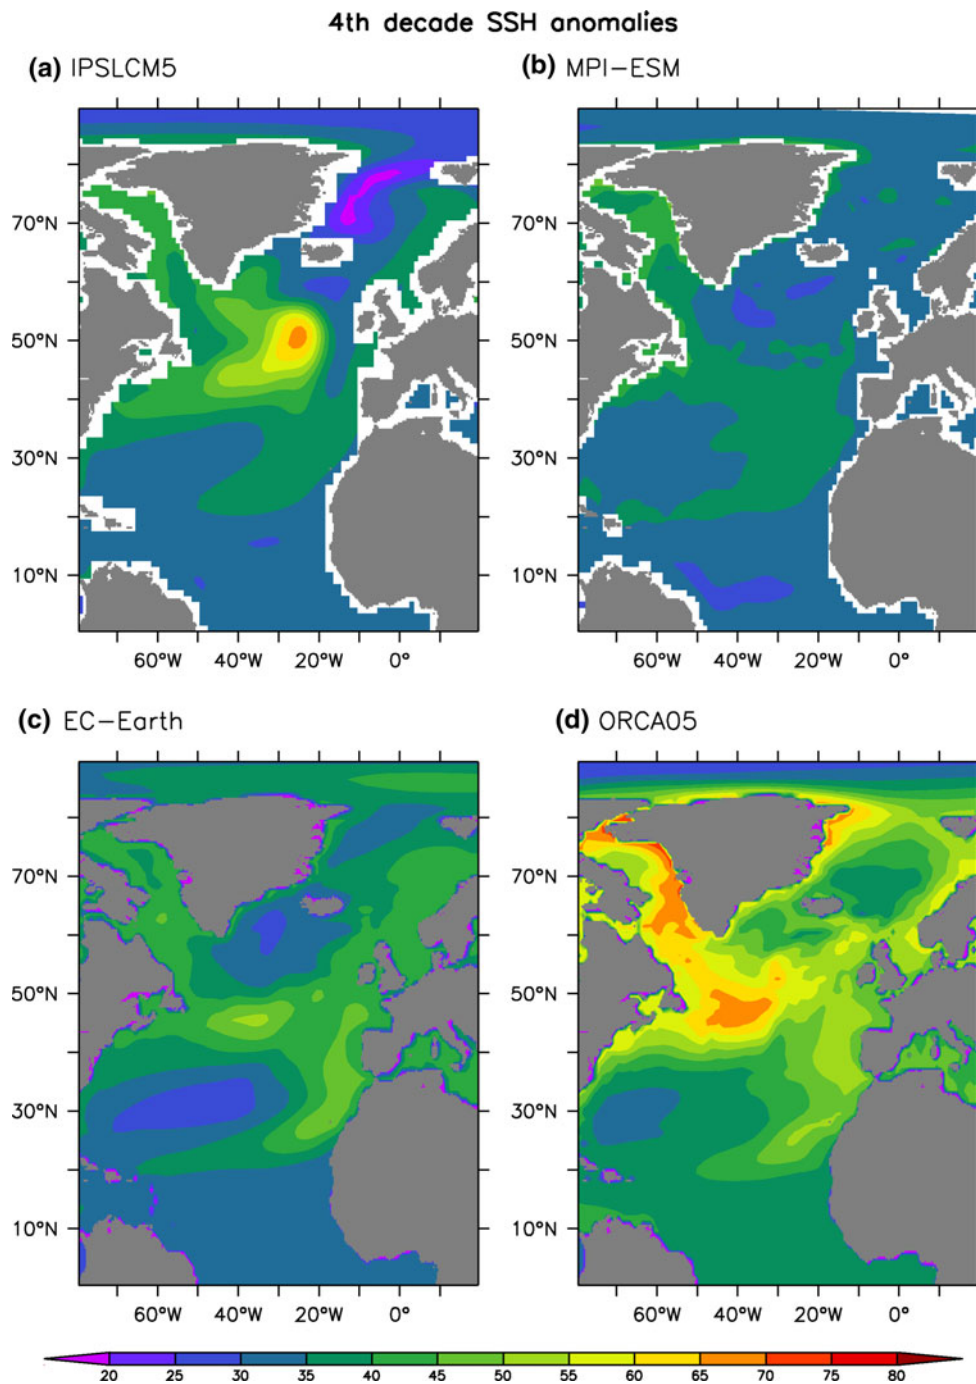 4th decade SSH anomalies
(a) IPSLCM5
(b) MPI−ESM
70°N
50°N
30°N
10°N
60°W 40°W 20°W 0°
70°N
50°N
30°N
10°N
60°W 40°W 20°W 0°
(c) EC−Earth
(d) ORCA05
70°N
50°N
30°N
10°N
60°W 40°W 20°W 0°
70°N
50°N
30°N
10°N
60°W 40°W 20°W 0°
20 25 30 35 40 45 50 55 60 65 70 75 80